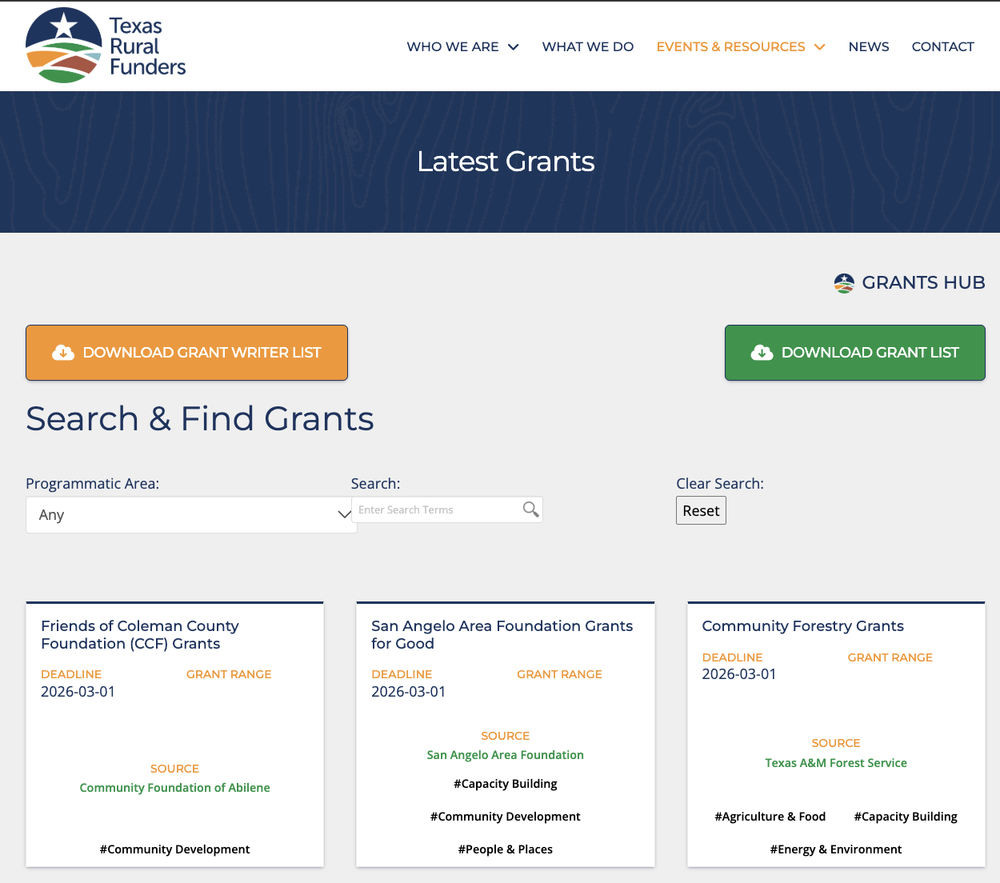 Texas
Rural
Funders
WHO WE ARE
WHAT WE DO
EVENTS & RESOURCES
NEWS
CONTACT
Latest Grants
GRANTS HUB
DOWNLOAD GRANT WRITER LIST
DOWNLOAD GRANT LIST
Search & Find Grants
Programmatic Area:
Any
Search:
Enter Search Terms
Clear Search:
Reset
Friends of Coleman County
Foundation (CCF) Grants
DEADLINE
GRANT RANGE
2026-03-01
SOURCE
Community Foundation of Abilene
#Community Development
San Angelo Area Foundation Grants
for Good
DEADLINE
GRANT RANGE
2026-03-01
SOURCE
San Angelo Area Foundation
#Capacity Building
#Community Development
#People & Places
Community Forestry Grants
DEADLINE
GRANT RANGE
2026-03-01
SOURCE
Texas A&M Forest Service
#Agriculture & Food
#Capacity Building
#Energy & Environment